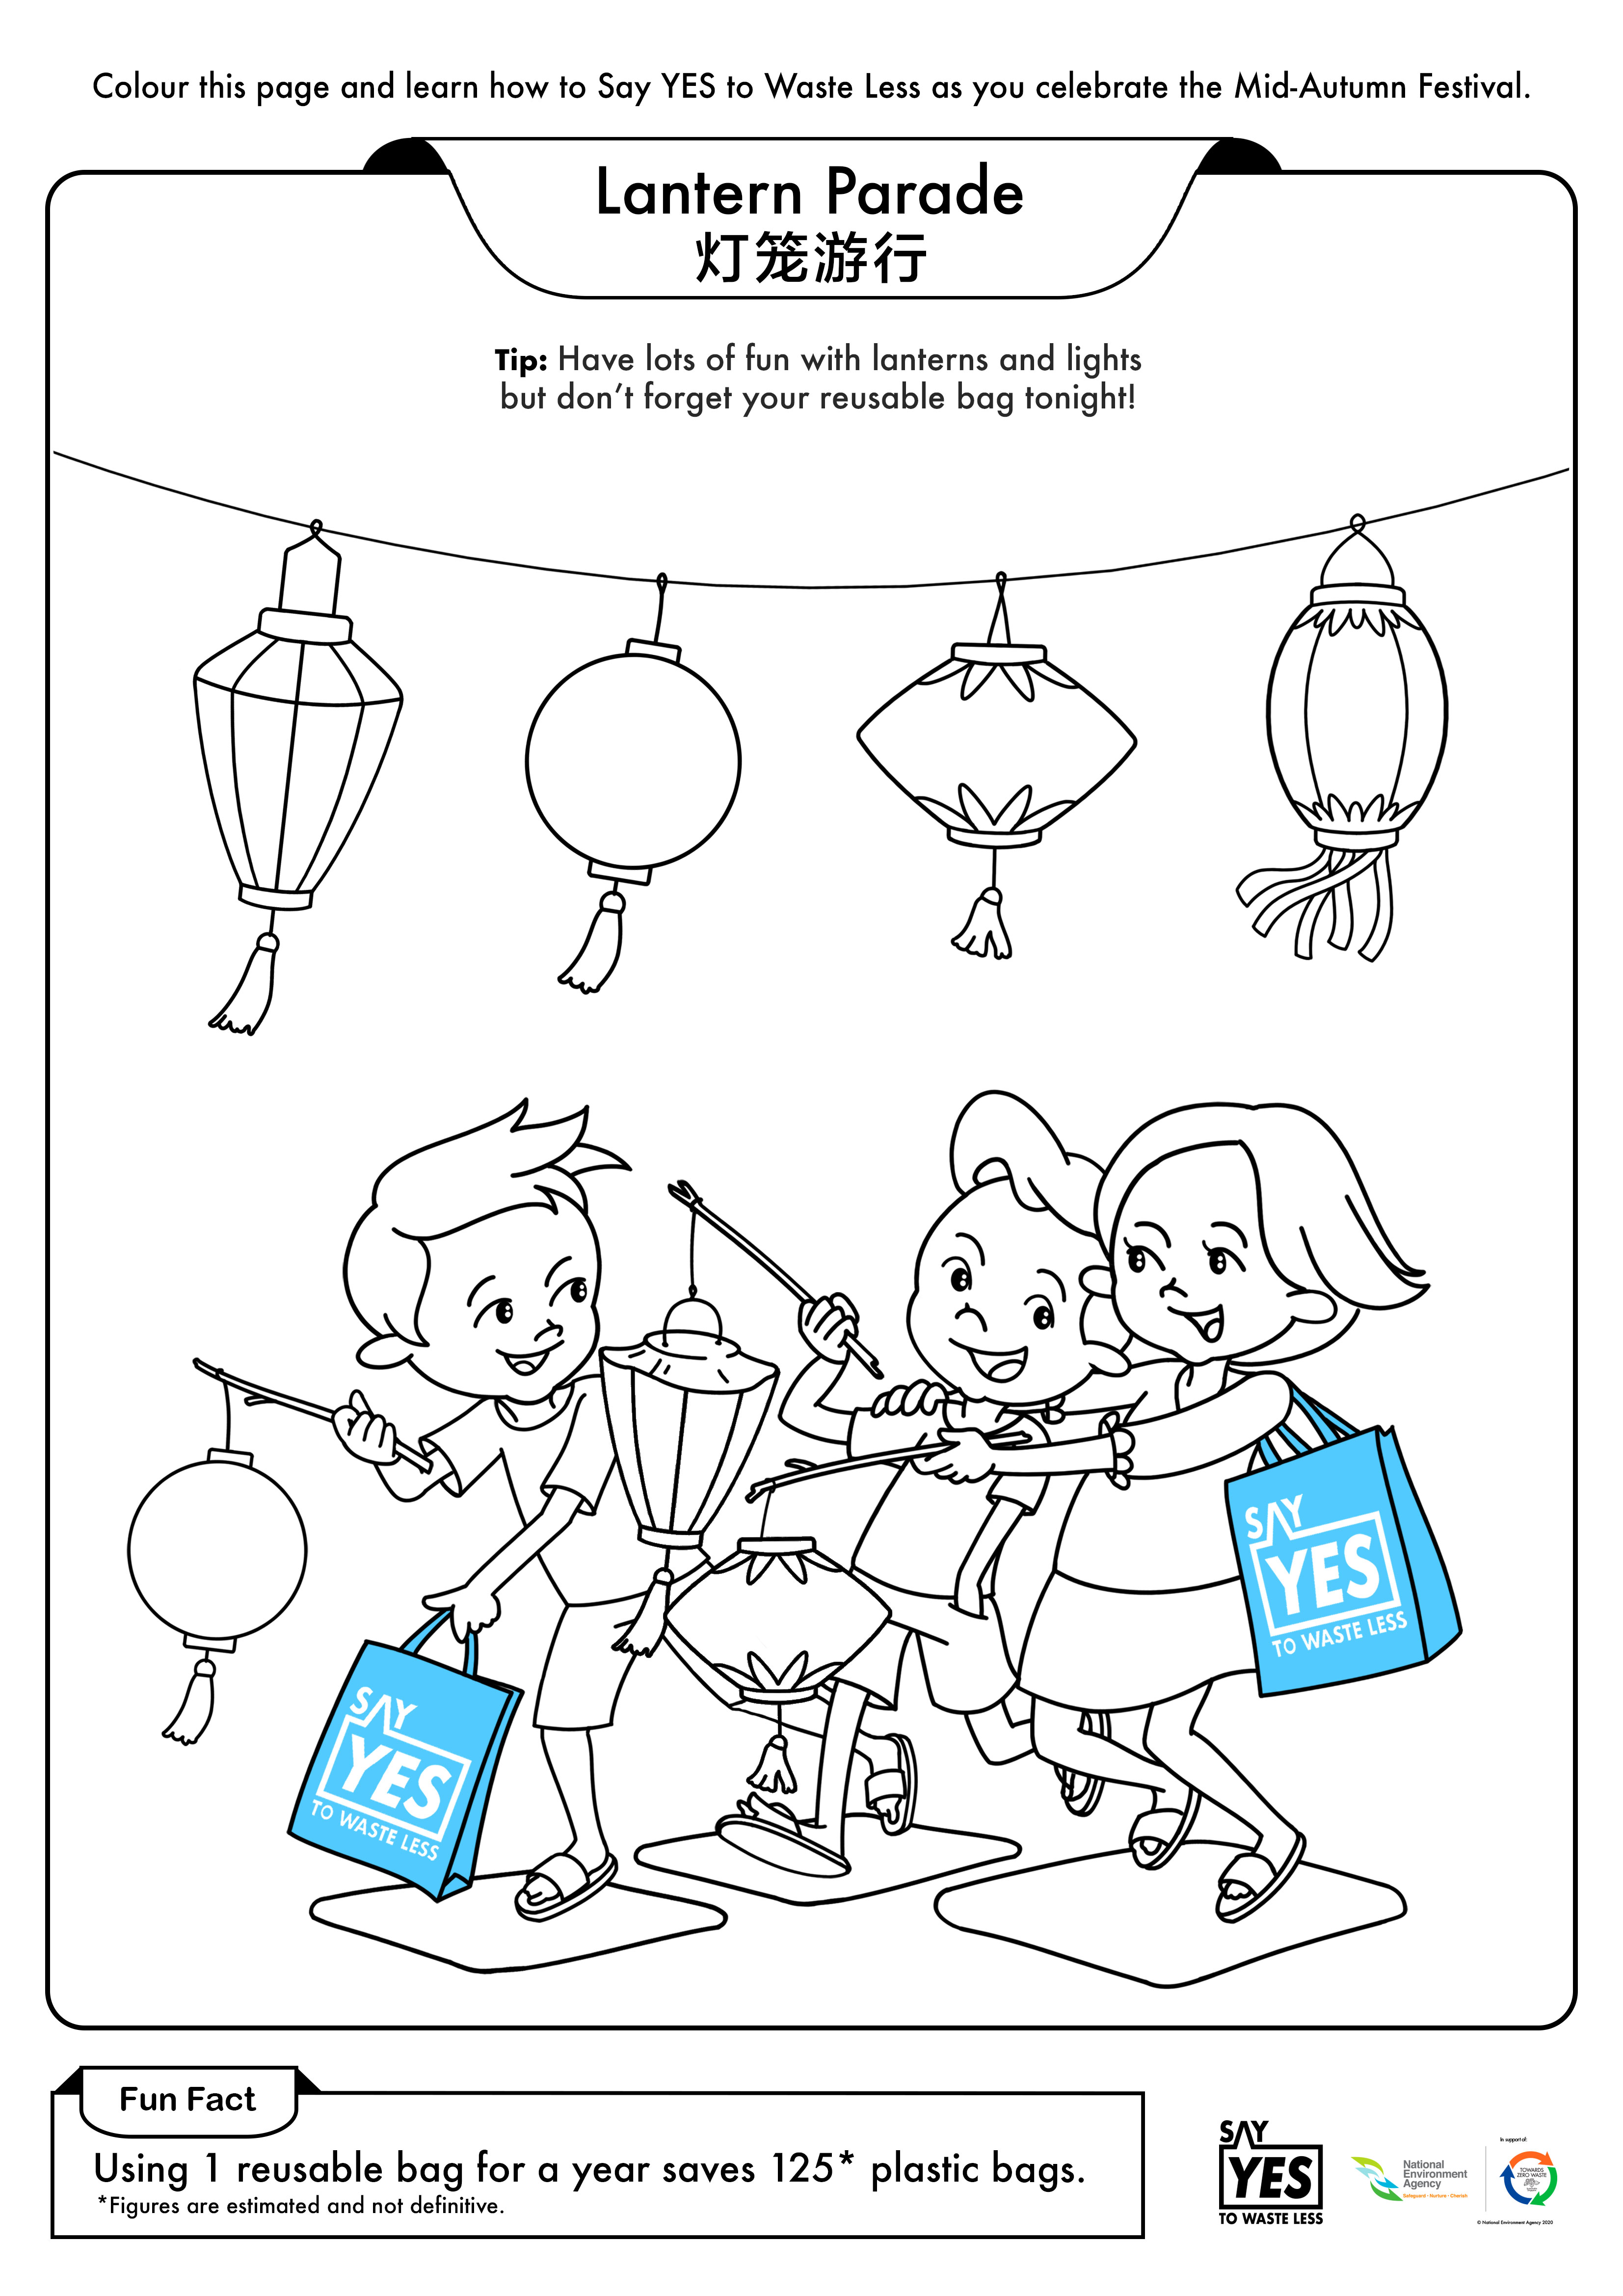 Colour this page and learn how to Say YES to Waste Less as you celebrate the Mid-Autumn Festival.
Lantern Parade
灯笼游行
Tip: Have lots of fun with lanterns and lights
but don't forget your reusable bag tonight!
SAY
YES
TO WASTE LESS
SAY
YES
TO WASTE LESS
Fun Fact
Using 1 reusable bag for a year saves 125* plastic bags.
*Figures are estimated and not definitive.
SAY
YES
TO WASTE LESS
National
Environment
Agency
Safeguard · Nurture · Cherish
In support of:
TOWARDS
ZERO WASTE
© National Environment Agency 2020